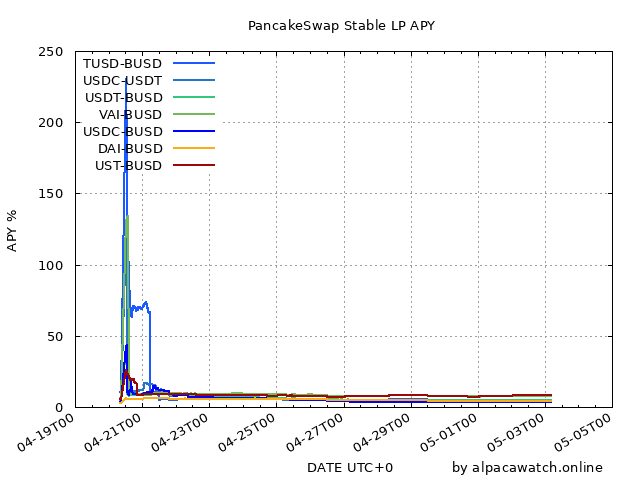 PancakeSwap Stable LP APY
250
200
150
100
50
0
APY %
TUSD-BUSD
USDC-USDT
USDT-BUSD
VAI-BUSD
USDC-BUSD
DAI-BUSD
UST-BUSD
04-19T00
04-21T00
04-23T00
04-25T00
04-27T00
04-29T00
05-01T00
05-03T00
05-05T00
DATE UTC+0
by alpacawatch.online